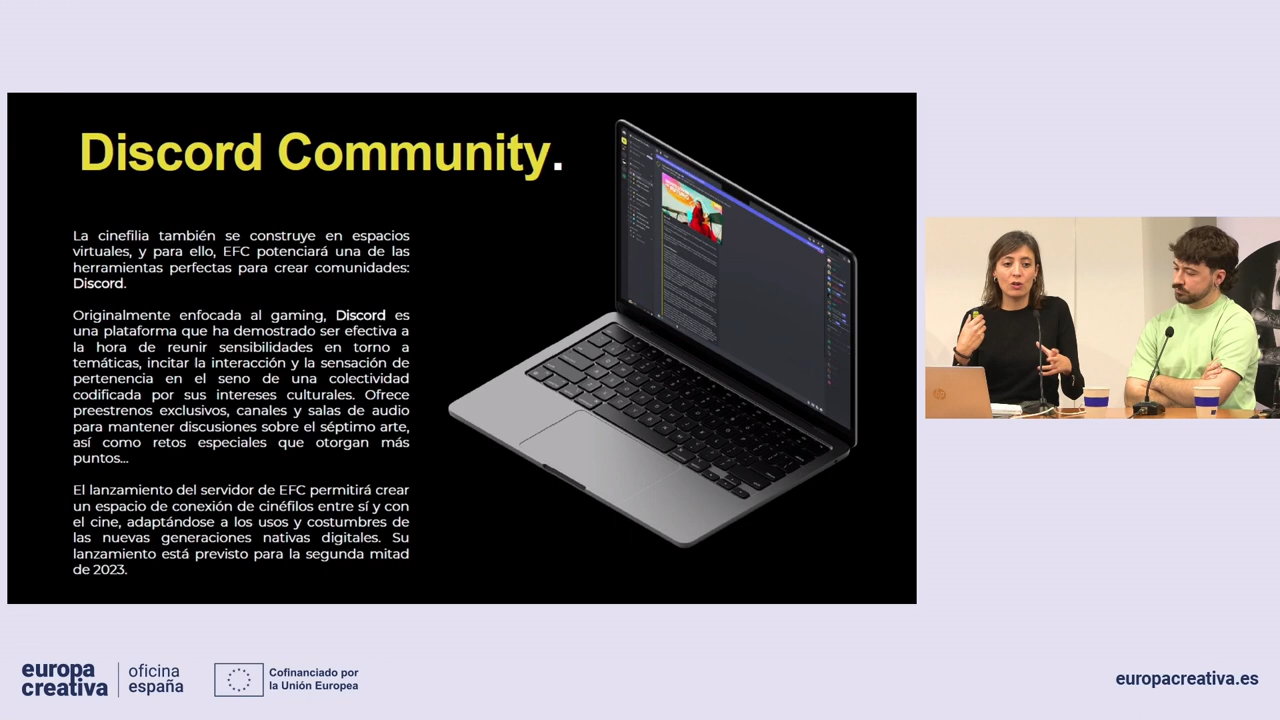 Discord Community.
La cinefilia también se construye en espacios
virtuales, y para ello, EFC potenciará una de las
herramientas perfectas para crear comunidades:
Discord.
Originalmente enfocada al gaming, Discord es
una plataforma que ha demostrado ser efectiva a
la hora de reunir sensibilidades en torno a
temáticas, incitar la interacción y la sensación de
pertenencia en el seno de una colectividad
codificada por sus intereses culturales. Ofrece
preestrenos exclusivos, canales y salas de audio
para mantener discusiones sobre el séptimo arte,
así como retos especiales que otorgan más
puntos...
El lanzamiento del servidor de EFC permitirá crear
un espacio de conexión de cinéfilos entre sí y con
el cine, adaptándose a los usos y costumbres de
las nuevas generaciones nativas digitales. Su
lanzamiento está previsto para la segunda mitad
de 2023.
europa
creativa
oficina
españa
Cofinanciado por
la Unión Europea
europacreativa.es